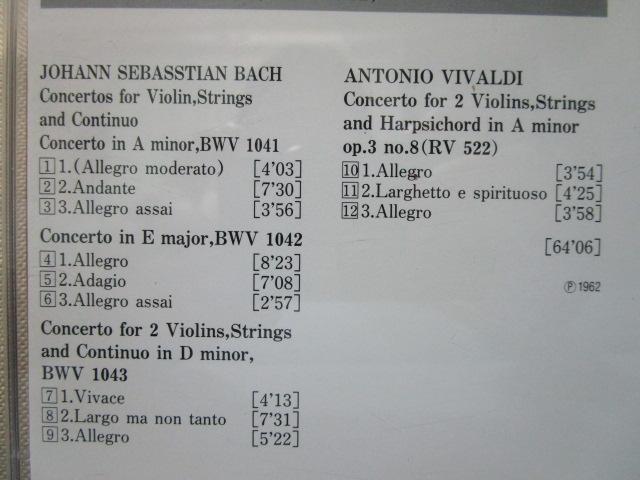 JOHANN SEBASSTIAN BACH
Concertos for Violin,Strings
and Continuo
Concerto in A minor,BWV 1041
1 1.(Allegro moderato) [4'03]
2 2.Andante [7'30]
3 3.Allegro assai [3'56]
Concerto in E major,BWV 1042
4 1.Allegro [8'23]
5 2.Adagio [7'08]
6 3.Allegro assai [2'57]
Concerto for 2 Violins,Strings
and Continuo in D minor,
BWV 1043
7 1.Vivace [4'13]
8 2.Largo ma non tanto [7'31]
9 3.Allegro [5'22]
ANTONIO VIVALDI
Concerto for 2 Violins,Strings
and Harpsichord in A minor
op.3 no.8(RV 522)
10 1.Allegro [3'54]
11 2.Larghetto e spirituoso [4'25]
12 3.Allegro [3'58]
[64'06]
Ⓟ1962